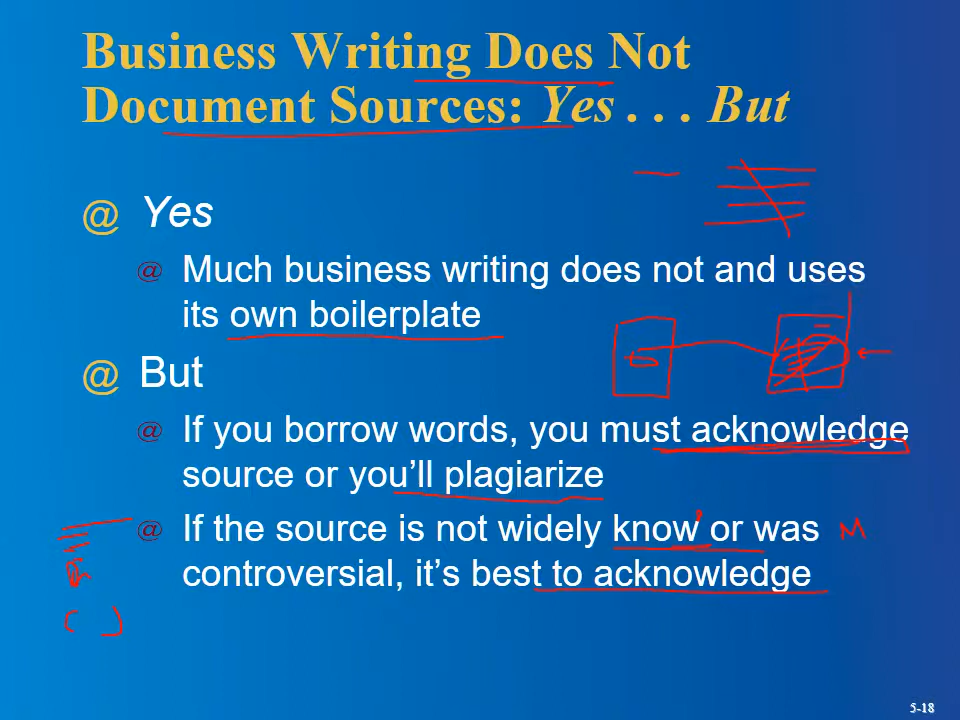 Business Writing Does Not
Document Sources: Yes . . . But
@ Yes
@ Much business writing does not and uses
its own boilerplate
@ But
@ If you borrow words, you must acknowledge
source or you’ll plagiarize
@ If the source is not widely know or was
controversial, it’s best to acknowledge
5-18